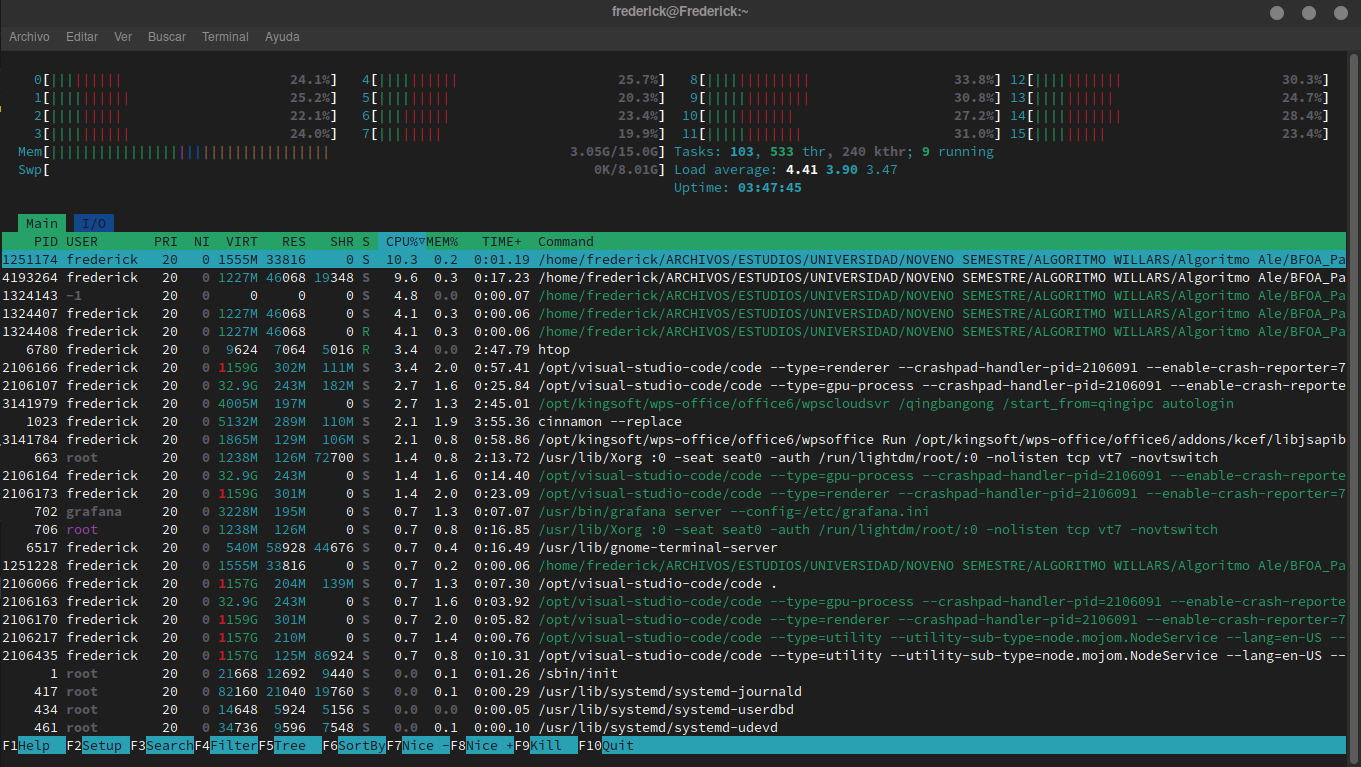 frederick@Frederick:~
Archivo Editar Ver Buscar Terminal Ayuda
0[||||||||| 24.1%] 4[|||||||||| 25.7%] 8[||||||||||||| 33.8%] 12[||||||||||| 30.3%]
1[|||||||||| 25.2%] 5[||||||||| 20.3%] 9[||||||||||||| 30.8%] 13[|||||||||| 24.7%]
2[||||||||| 22.1%] 6[||||||||| 23.4%] 10[||||||||||| 27.2%] 14[||||||||||| 28.4%]
3[|||||||||| 24.0%] 7[|||||||| 19.9%] 11[|||||||||||| 31.0%] 15[||||||||| 23.4%]
Mem[||||||||||||||||||||||||||||||||||| 3.05G/15.0G] Tasks: 103, 533 thr, 240 kthr; 9 running
Swp[ 0K/8.01G] Load average: 4.41 3.90 3.47
Uptime: 03:47:45
Main I/O
PID USER PRI NI VIRT RES SHR S CPU%▽MEM% TIME+ Command
1251174 frederick 20 0 1555M 33816 0 S 10.3 0.2 0:01.19 /home/frederick/ARCHIVOS/ESTUDIOS/UNIVERSIDAD/NOVENO SEMESTRE/ALGORITMO WILLARS/Algoritmo Ale/BFOA_Pa
4193264 frederick 20 0 1227M 46068 19348 S 9.6 0.3 0:17.23 /home/frederick/ARCHIVOS/ESTUDIOS/UNIVERSIDAD/NOVENO SEMESTRE/ALGORITMO WILLARS/Algoritmo Ale/BFOA_Pa
1324143 -1 20 0 0 0 0 S 4.8 0.0 0:00.07 /home/frederick/ARCHIVOS/ESTUDIOS/UNIVERSIDAD/NOVENO SEMESTRE/ALGORITMO WILLARS/Algoritmo Ale/BFOA_Pa
1324407 frederick 20 0 1227M 46068 0 S 4.1 0.3 0:00.06 /home/frederick/ARCHIVOS/ESTUDIOS/UNIVERSIDAD/NOVENO SEMESTRE/ALGORITMO WILLARS/Algoritmo Ale/BFOA_Pa
1324408 frederick 20 0 1227M 46068 0 R 4.1 0.3 0:00.06 /home/frederick/ARCHIVOS/ESTUDIOS/UNIVERSIDAD/NOVENO SEMESTRE/ALGORITMO WILLARS/Algoritmo Ale/BFOA_Pa
6780 frederick 20 0 9624 7064 5016 R 3.4 0.0 2:47.79 htop
2106166 frederick 20 0 1159G 302M 111M S 3.4 2.0 0:57.41 /opt/visual-studio-code/code --type=renderer --crashpad-handler-pid=2106091 --enable-crash-reporter=7
2106107 frederick 20 0 32.9G 243M 182M S 2.7 1.6 0:25.84 /opt/visual-studio-code/code --type=gpu-process --crashpad-handler-pid=2106091 --enable-crash-reporte
3141979 frederick 20 0 4005M 197M 0 S 2.7 1.3 2:45.01 /opt/kingsoft/wps-office/office6/wpscloudsvr /qingbangong /start_from=qingipc autologin
1023 frederick 20 0 5132M 289M 110M S 2.1 1.9 3:55.36 cinnamon --replace
3141784 frederick 20 0 1865M 129M 106M S 2.1 0.8 0:58.86 /opt/kingsoft/wps-office/office6/wpsoffice Run /opt/kingsoft/wps-office/office6/addons/kcef/libjsapib
663 root 20 0 1238M 126M 72700 S 1.4 0.8 2:13.72 /usr/lib/Xorg :0 -seat seat0 -auth /run/lightdm/root/:0 -nolisten tcp vt7 -novtswitch
2106164 frederick 20 0 32.9G 243M 0 S 1.4 1.6 0:14.40 /opt/visual-studio-code/code --type=gpu-process --crashpad-handler-pid=2106091 --enable-crash-reporte
2106173 frederick 20 0 1159G 301M 0 S 1.4 2.0 0:23.09 /opt/visual-studio-code/code --type=renderer --crashpad-handler-pid=2106091 --enable-crash-reporter=7
702 grafana 20 0 3228M 195M 0 S 0.7 1.3 0:07.07 /usr/bin/grafana server --config=/etc/grafana.ini
706 root 20 0 1238M 126M 0 S 0.7 0.8 0:16.85 /usr/lib/Xorg :0 -seat seat0 -auth /run/lightdm/root/:0 -nolisten tcp vt7 -novtswitch
6517 frederick 20 0 540M 58928 44676 S 0.7 0.4 0:16.49 /usr/lib/gnome-terminal-server
1251228 frederick 20 0 1555M 33816 0 S 0.7 0.2 0:00.06 /home/frederick/ARCHIVOS/ESTUDIOS/UNIVERSIDAD/NOVENO SEMESTRE/ALGORITMO WILLARS/Algoritmo Ale/BFOA_Pa
2106066 frederick 20 0 1157G 204M 139M S 0.7 1.3 0:07.30 /opt/visual-studio-code/code .
2106163 frederick 20 0 32.9G 243M 0 S 0.7 1.6 0:03.92 /opt/visual-studio-code/code --type=gpu-process --crashpad-handler-pid=2106091 --enable-crash-reporte
2106170 frederick 20 0 1159G 301M 0 S 0.7 2.0 0:05.82 /opt/visual-studio-code/code --type=renderer --crashpad-handler-pid=2106091 --enable-crash-reporter=7
2106217 frederick 20 0 1157G 210M 0 S 0.7 1.4 0:00.76 /opt/visual-studio-code/code --type=utility --utility-sub-type=node.mojom.NodeService --lang=en-US --
2106435 frederick 20 0 1157G 125M 86924 S 0.7 0.8 0:10.31 /opt/visual-studio-code/code --type=utility --utility-sub-type=node.mojom.NodeService --lang=en-US --
1 root 20 0 21668 12692 9440 S 0.0 0.1 0:01.26 /sbin/init
417 root 20 0 82160 21040 19760 S 0.0 0.1 0:00.29 /usr/lib/systemd/systemd-journald
434 root 20 0 14648 5924 5156 S 0.0 0.0 0:00.05 /usr/lib/systemd/systemd-userdbd
461 root 20 0 34736 9596 7548 S 0.0 0.1 0:00.10 /usr/lib/systemd/systemd-udevd
F1Help F2Setup F3SearchF4FilterF5Tree F6SortByF7Nice -F8Nice +F9Kill F10Quit